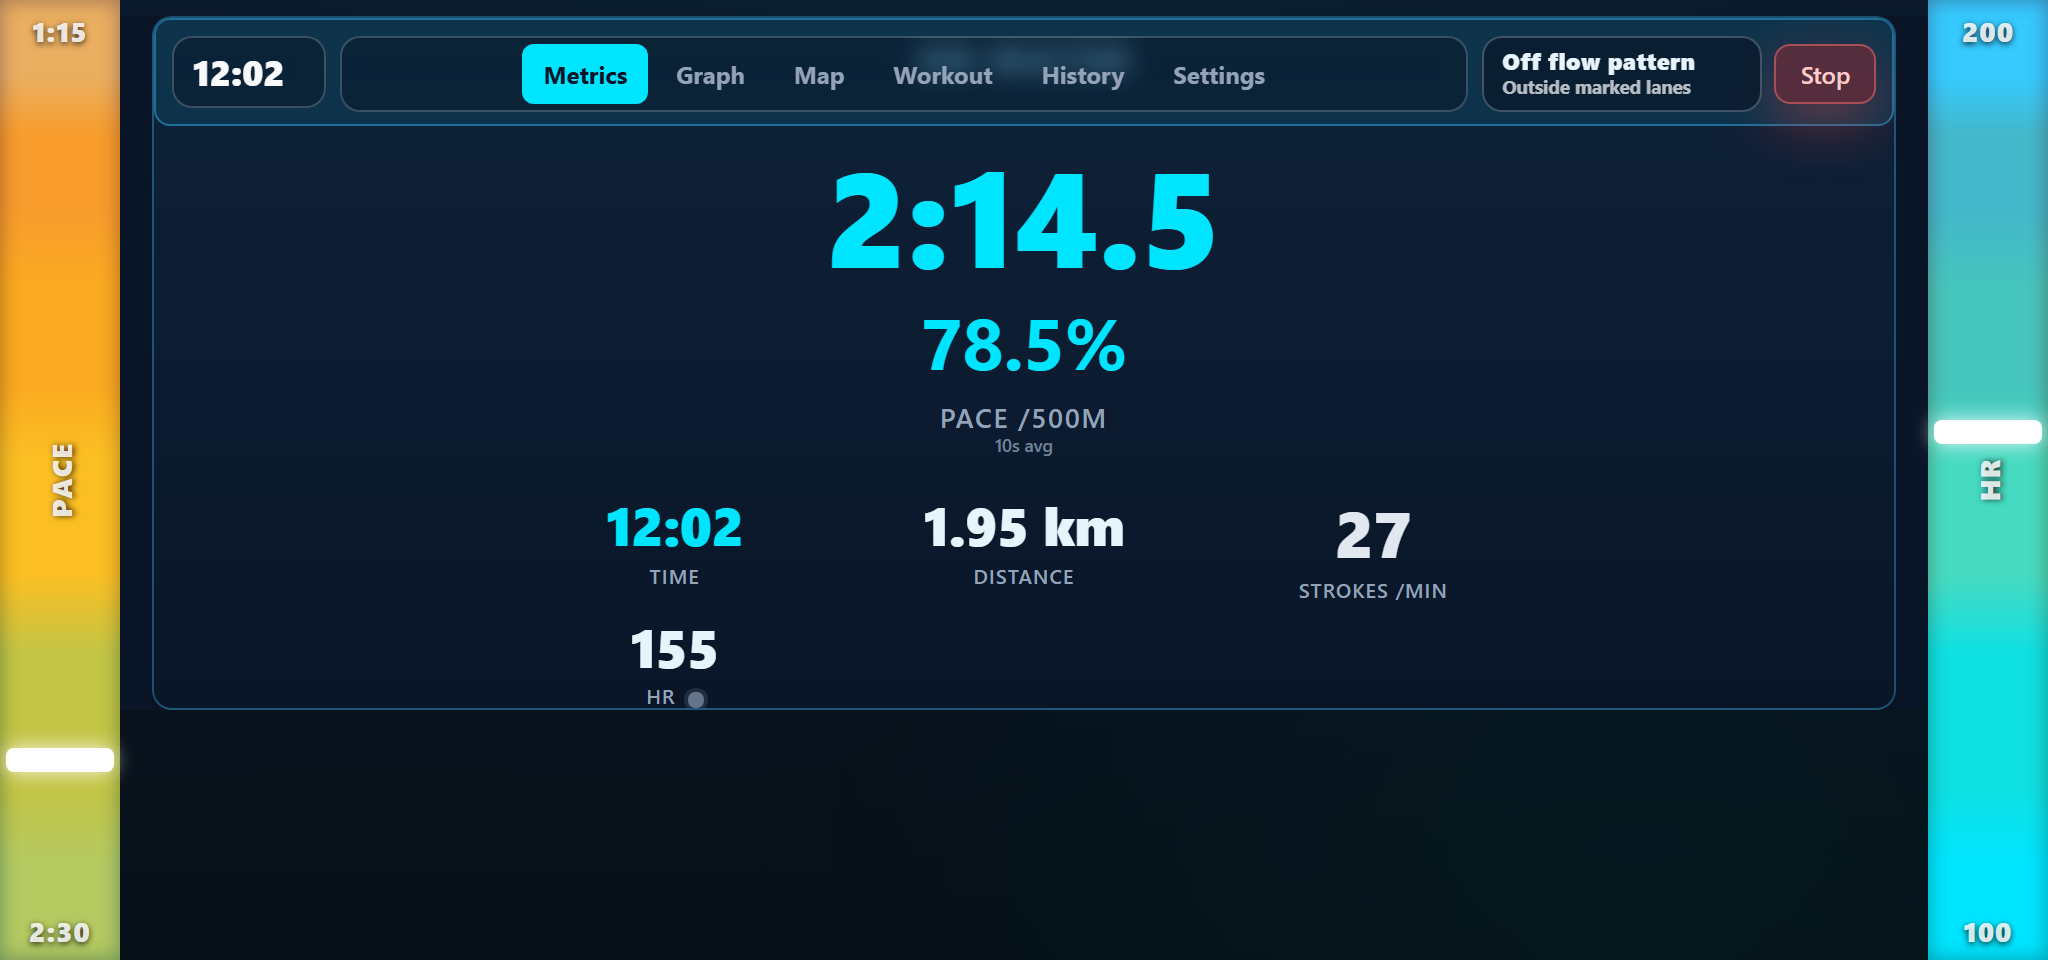 1:15
PACE
2:30
12:02
Metrics
Graph
Map
Workout
History
Settings
Off flow pattern
Outside marked lanes
Stop
2:14.5
78.5%
PACE /500M
10s avg
12:02
TIME
1.95 km
DISTANCE
27
STROKES /MIN
155
HR
200
HR
100